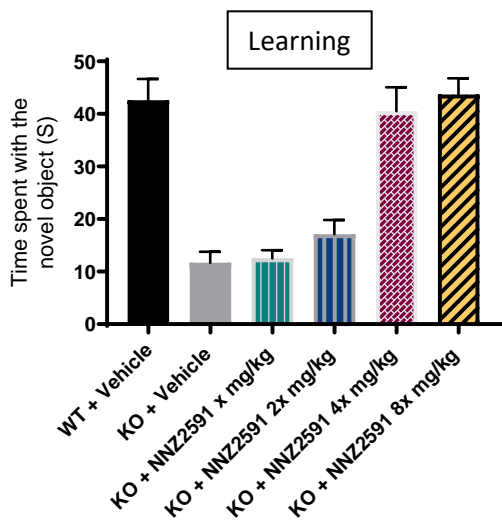 Learning
Time spent with the
novel object (S)
50
40
30
20
10
0
WT + Vehicle
KO + Vehicle
KO + NNZ2591 x mg/kg
KO + NNZ2591 2x mg/kg
KO + NNZ2591 4x mg/kg
KO + NNZ2591 8x mg/kg